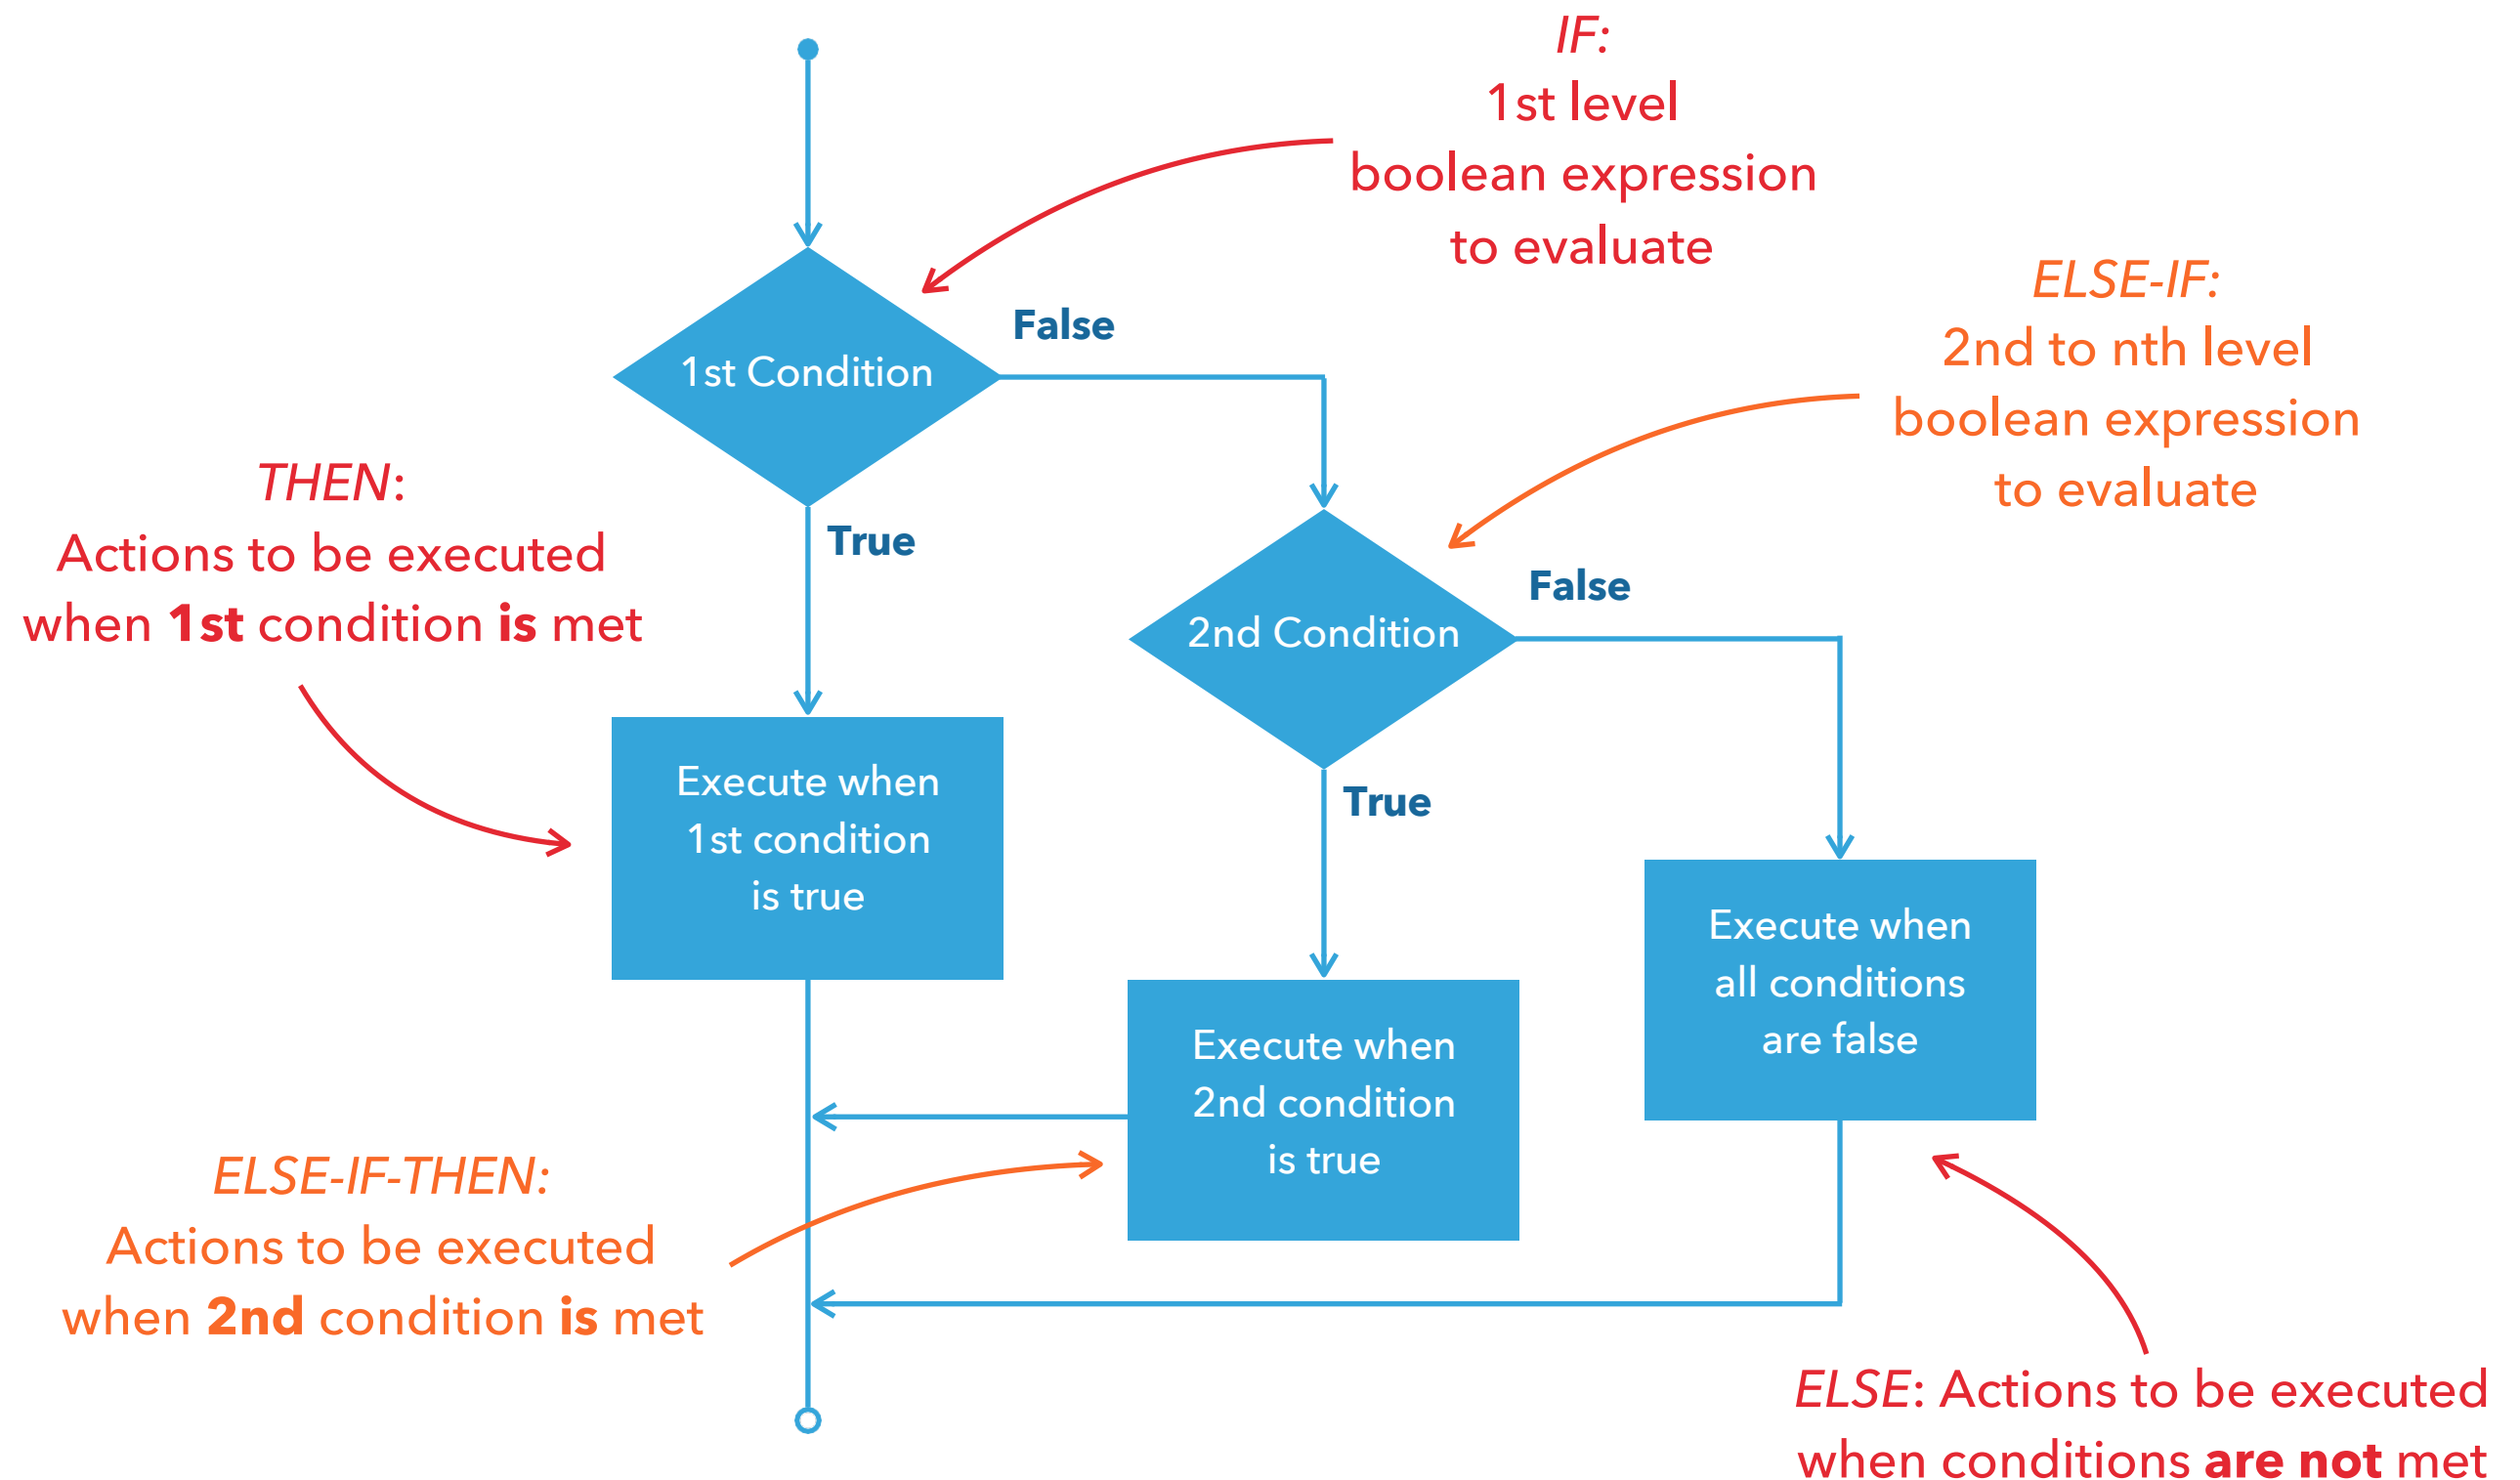 IF:
1st level
boolean expression
to evaluate
ELSE-IF:
2nd to nth level
boolean expression
to evaluate
False
1st Condition
THEN:
Actions to be executed
when 1st condition is met
True
False
2nd Condition
Execute when
1st condition
is true
True
Execute when
all conditions
are false
Execute when
2nd condition
is true
ELSE-IF-THEN:
Actions to be executed
when 2nd condition is met
ELSE: Actions to be executed
when conditions are not met